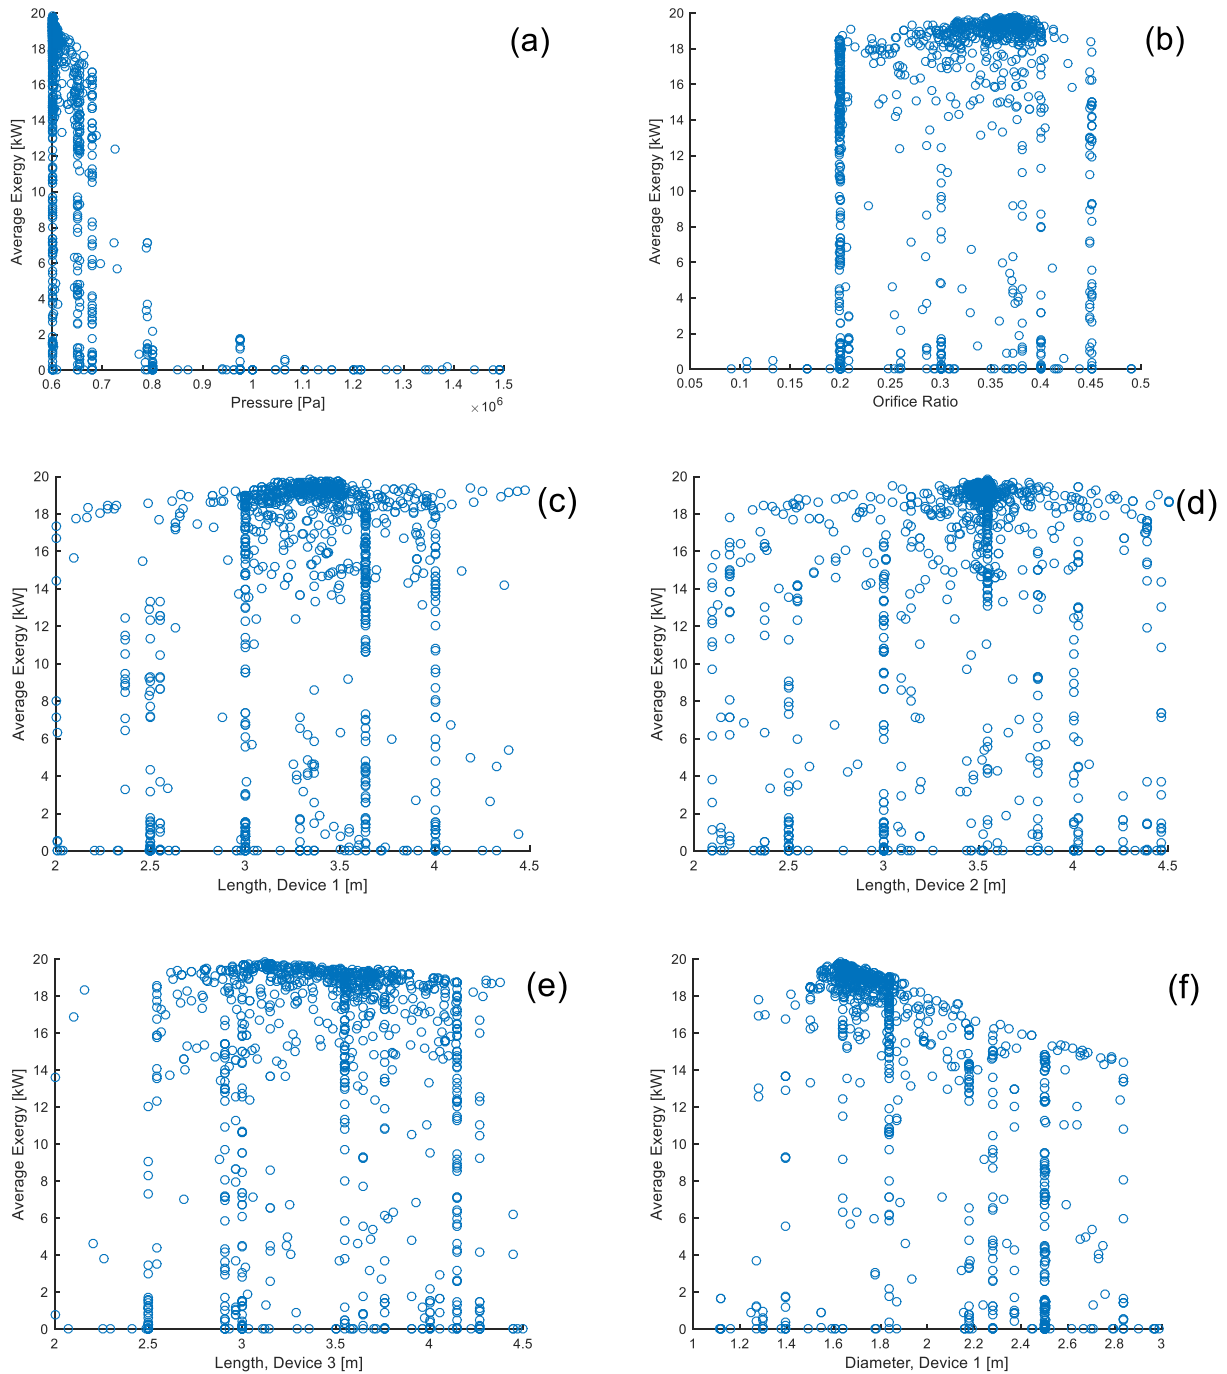 (a)
20
18
16
14
12
10
8
6
4
2
0
Average Exergy [kW]
0.6 0.7 0.8 0.9 1 1.1 1.2 1.3 1.4 1.5
Pressure [Pa]
×10⁶
(b)
20
18
16
14
12
10
8
6
4
2
0
Average Exergy [kW]
0.05 0.1 0.15 0.2 0.25 0.3 0.35 0.4 0.45 0.5
Orifice Ratio
(c)
20
18
16
14
12
10
8
6
4
2
0
Average Exergy [kW]
2 2.5 3 3.5 4 4.5
Length, Device 1 [m]
(d)
20
18
16
14
12
10
8
6
4
2
0
Average Exergy [kW]
2 2.5 3 3.5 4 4.5
Length, Device 2 [m]
(e)
20
18
16
14
12
10
8
6
4
2
0
Average Exergy [kW]
2 2.5 3 3.5 4 4.5
Length, Device 3 [m]
(f)
20
18
16
14
12
10
8
6
4
2
0
Average Exergy [kW]
1 1.2 1.4 1.6 1.8 2 2.2 2.4 2.6 2.8 3
Diameter, Device 1 [m]